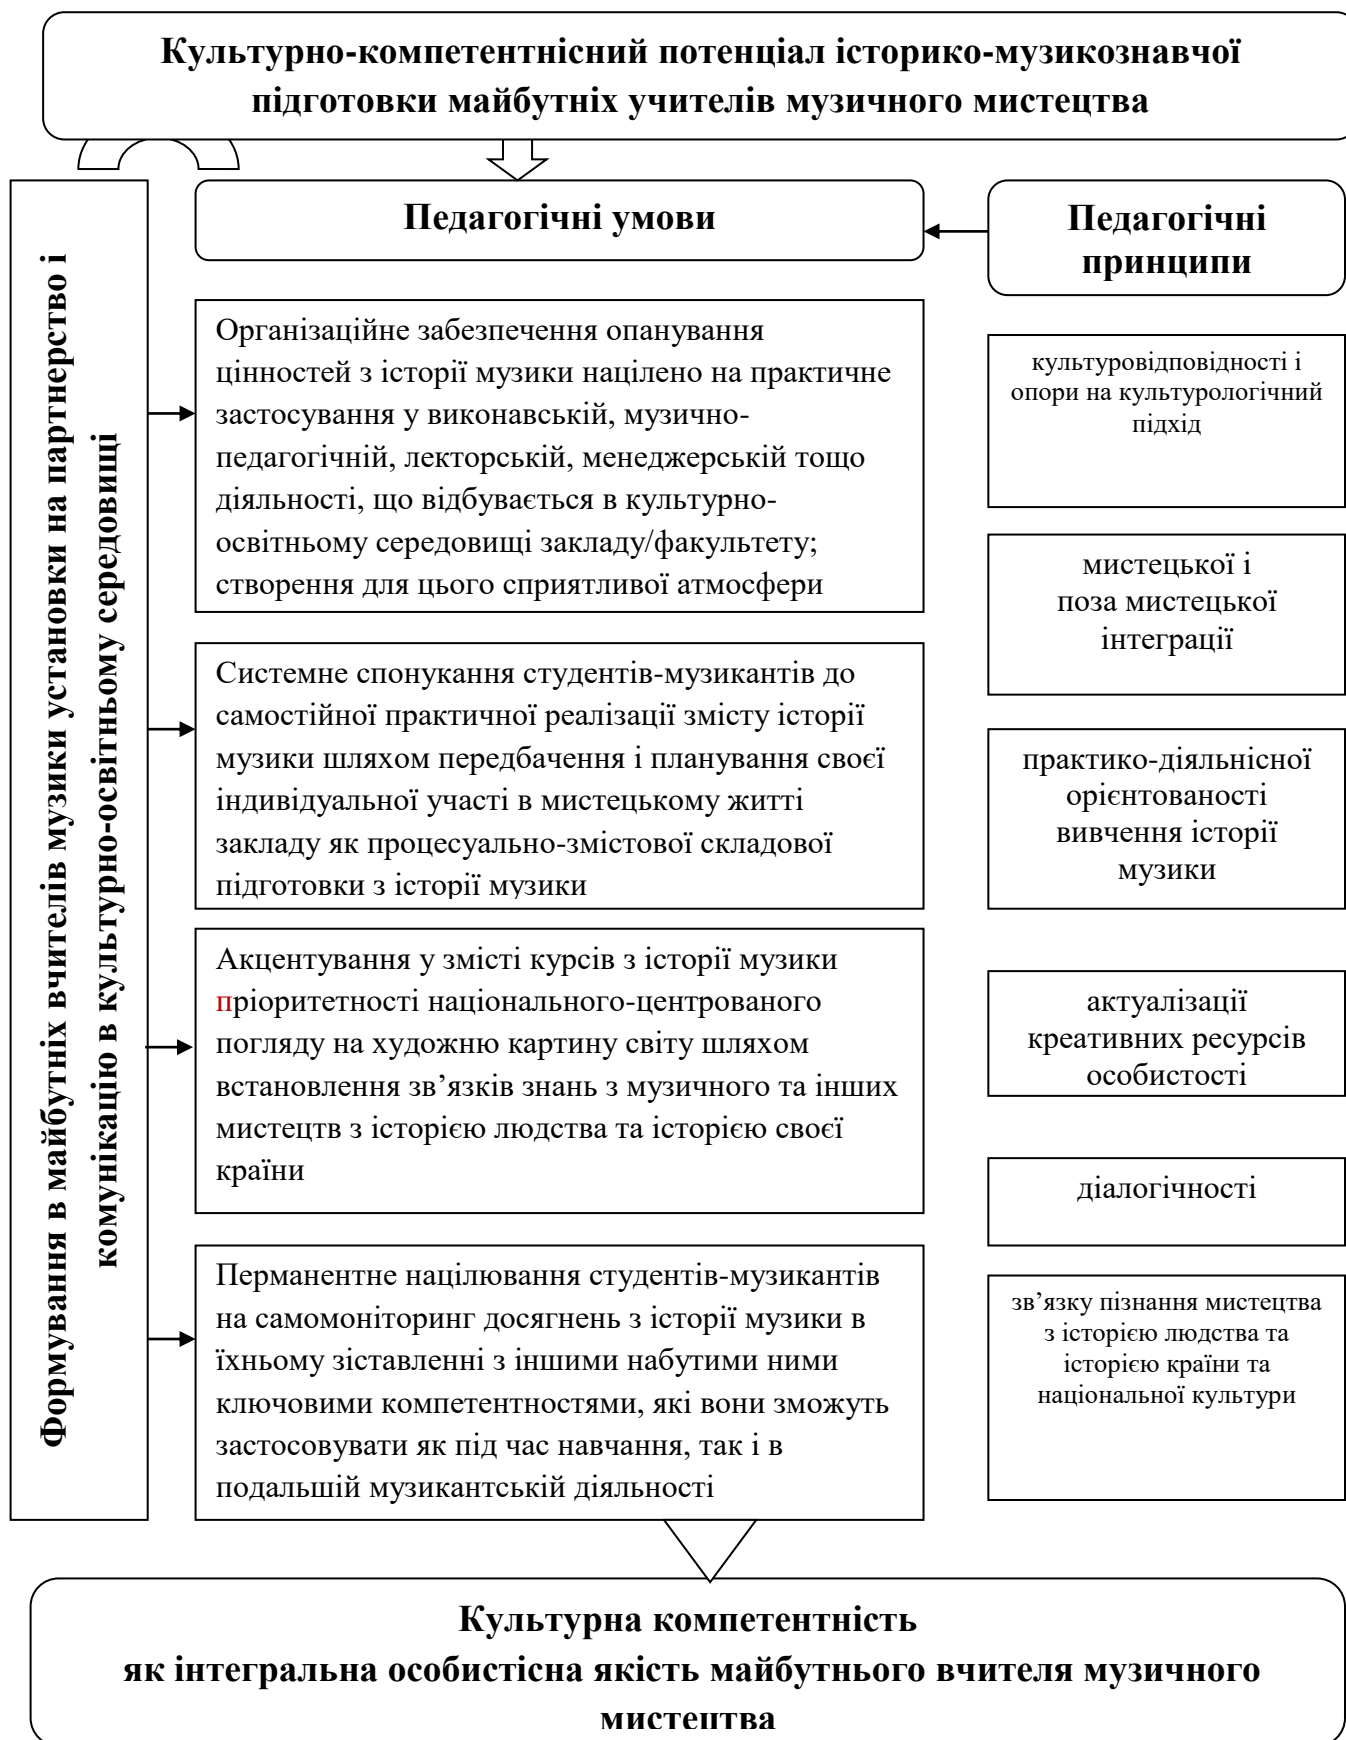 Культурно-компетентнісний потенціал історико-музикознавчої
підготовки майбутніх учителів музичного мистецтва
Формування в майбутніх вчителів музики установки на партнерство і
комунікацію в культурно-освітньому середовищі
Педагогічні умови
Організаційне забезпечення опанування
цінностей з історії музики націлено на практичне
застосування у виконавській, музично-
педагогічній, лекторській, менеджерській тощо
діяльності, що відбувається в культурно-
освітньому середовищі закладу/факультету;
створення для цього сприятливої атмосфери
Системне спонукання студентів-музикантів до
самостійної практичної реалізації змісту історії
музики шляхом передбачення і планування своєї
індивідуальної участі в мистецькому житті
закладу як процесуально-змістової складової
підготовки з історії музики
Акцентування у змісті курсів з історії музики
пріоритетності національного-центрованого
погляду на художню картину світу шляхом
встановлення зв’язків знань з музичного та інших
мистецтв з історією людства та історією своєї
країни
Перманентне націлювання студентів-музикантів
на самомоніторинг досягнень з історії музики в
їхньому зіставленні з іншими набутими ними
ключовими компетентностями, які вони зможуть
застосовувати як під час навчання, так і в
подальшій музикантській діяльності
Педагогічні
принципи
культуровідповідності і
опори на культурологічний
підхід
мистецької і
поза мистецької
інтеграції
практико-діяльнісної
орієнтованості
вивчення історії
музики
актуалізації
креативних ресурсів
особистості
діалогічності
зв’язку пізнання мистецтва
з історією людства та
історією країни та
національної культури
Культурна компетентність
як інтегральна особистісна якість майбутнього вчителя музичного
мистецтва